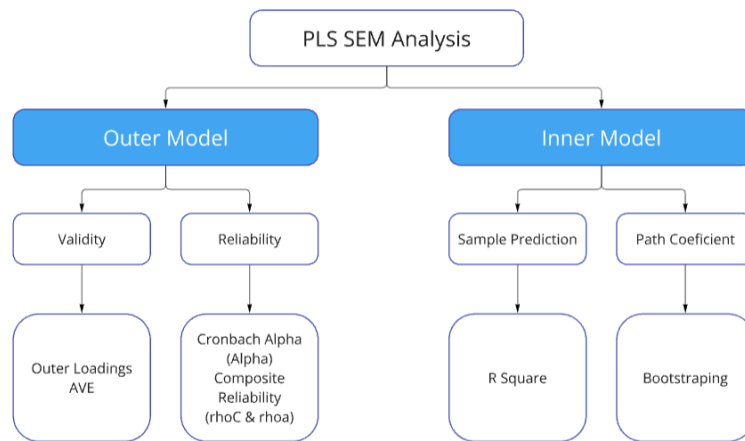 PLS SEM Analysis
Outer Model
Inner Model
Validity
Reliability
Sample Prediction
Path Coeficient
Outer Loadings
AVE
Cronbach Alpha
(Alpha)
Composite
Reliability
(rhoC & rhoa)
R Square
Bootstraping